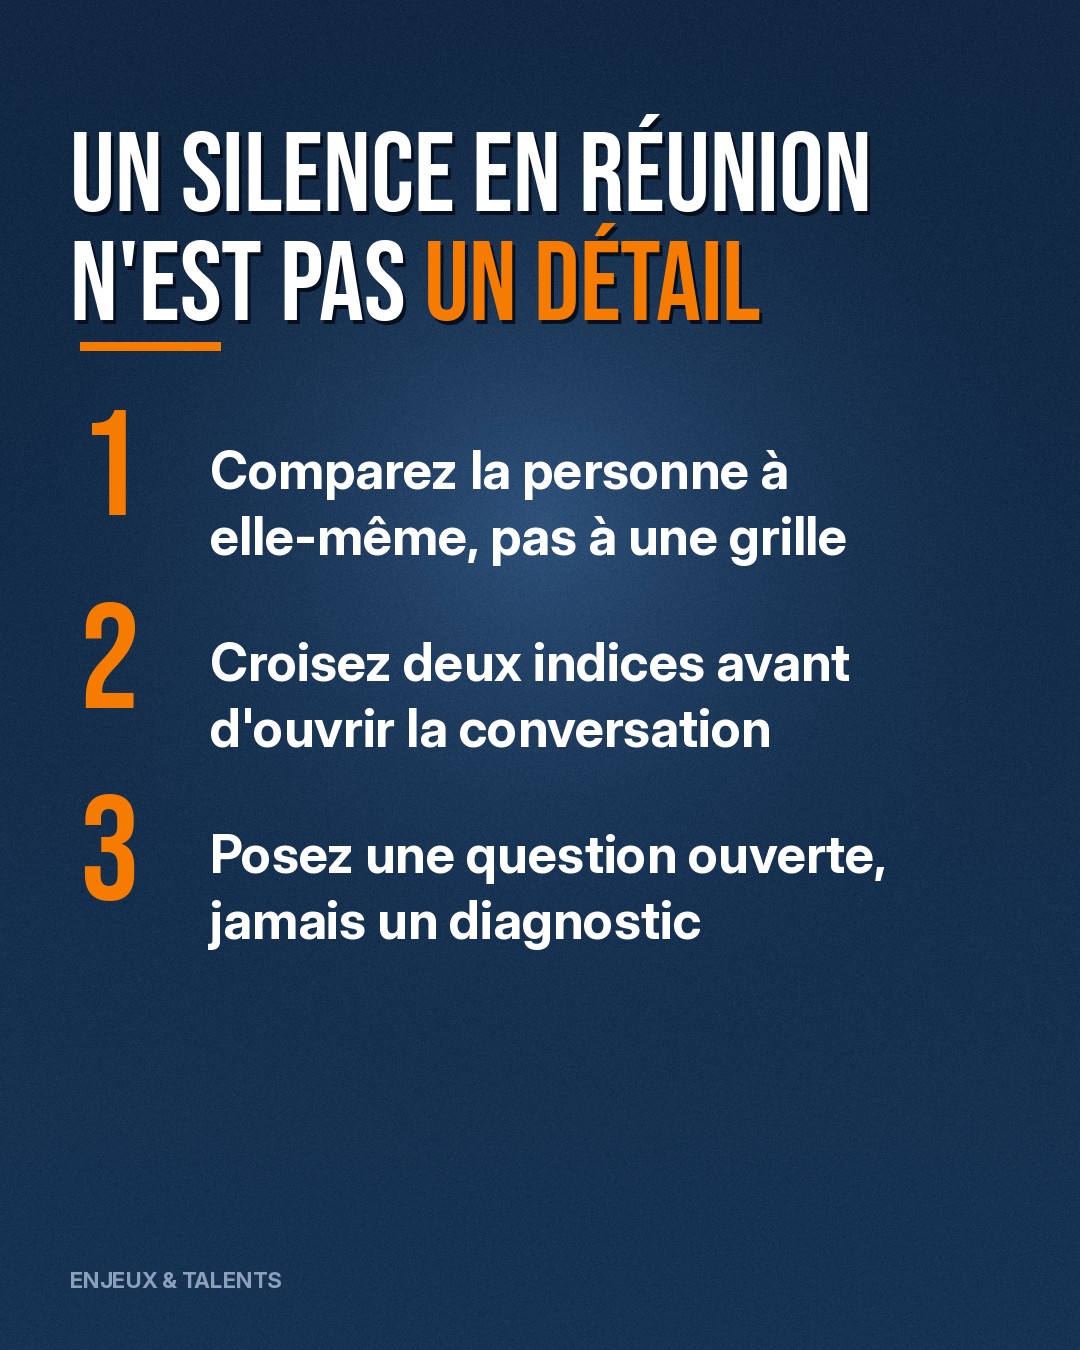 UN SILENCE EN RÉUNION
N'EST PAS UN DÉTAIL
1
Comparez la personne à
elle-même, pas à une grille
2
Croisez deux indices avant
d'ouvrir la conversation
3
Posez une question ouverte,
jamais un diagnostic
ENJEUX & TALENTS